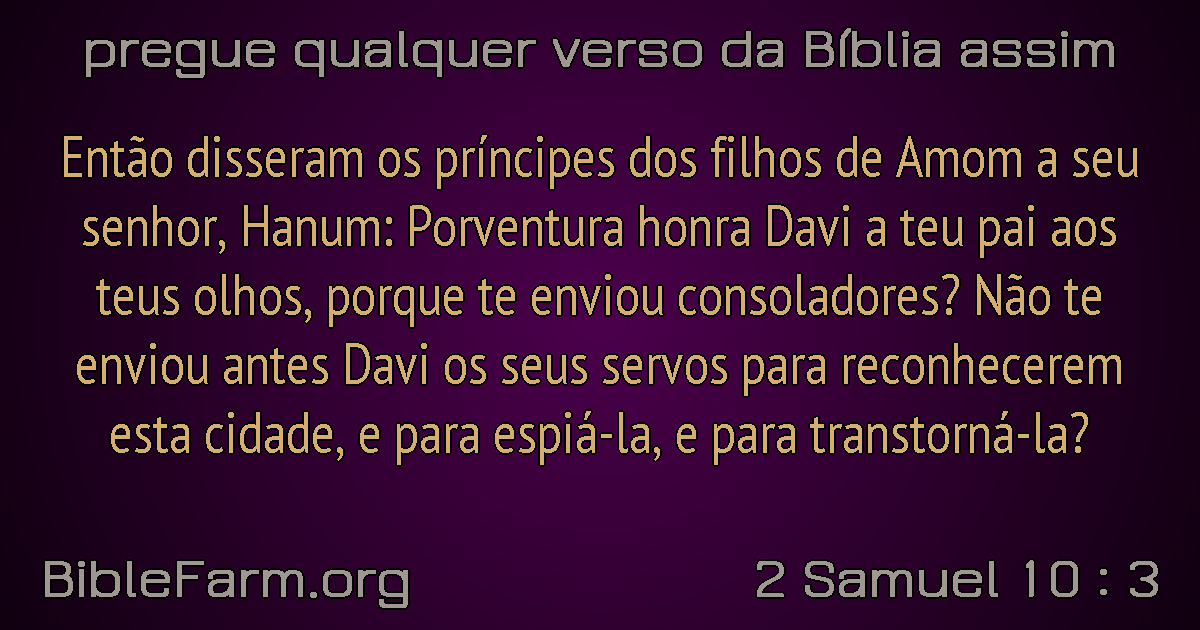 pregue qualquer verso da Bíblia assim
Então disseram os príncipes dos filhos de Amom a seu
senhor, Hanum: Porventura honra Davi a teu pai aos
teus olhos, porque te enviou consoladores? Não te
enviou antes Davi os seus servos para reconhecerem
esta cidade, e para espiá-la, e para transtorná-la?
BibleFarm.org
2 Samuel 10 : 3